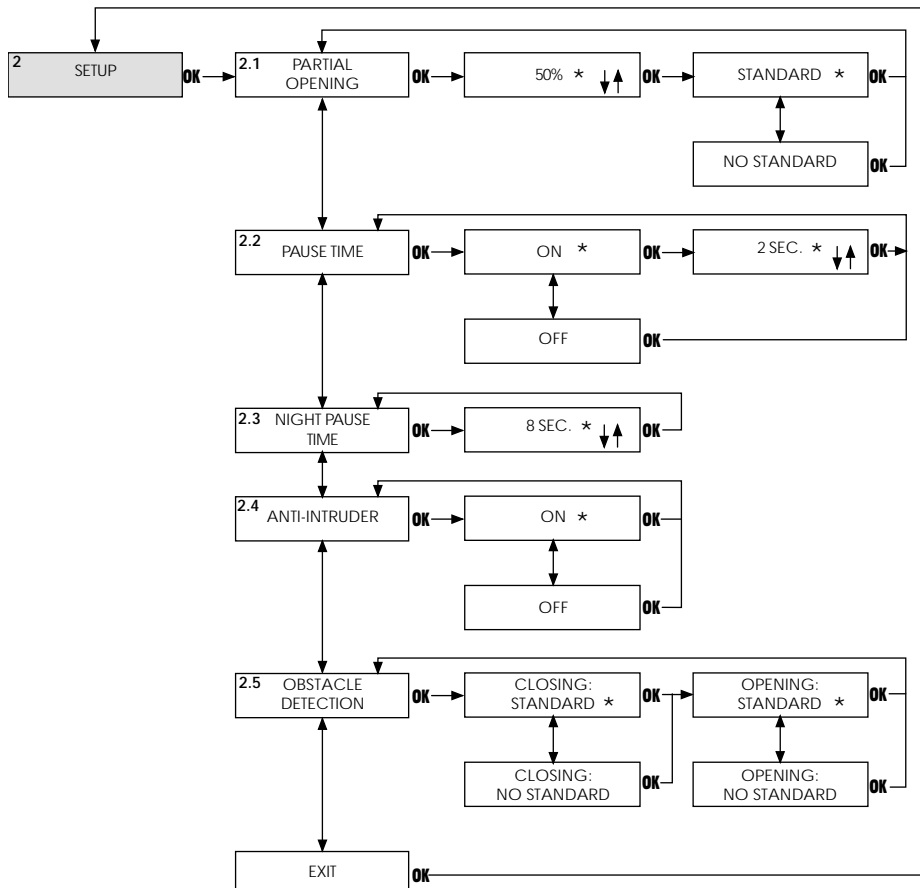 2
SETUP
OK
2.1 PARTIAL
OPENING
OK
50% *
OK
STANDARD *
OK
NO STANDARD
OK
2.2
PAUSE TIME
OK
ON *
OK
2 SEC. *
OK
OFF
OK
2.3 NIGHT PAUSE
TIME
OK
8 SEC. *
OK
2.4
ANTI-INTRUDER
OK
ON *
OK
OFF
OK
2.5 OBSTACLE
DETECTION
OK
CLOSING:
STANDARD *
OK
OPENING:
STANDARD *
OK
CLOSING:
NO STANDARD
OK
OPENING:
NO STANDARD
OK
EXIT
OK